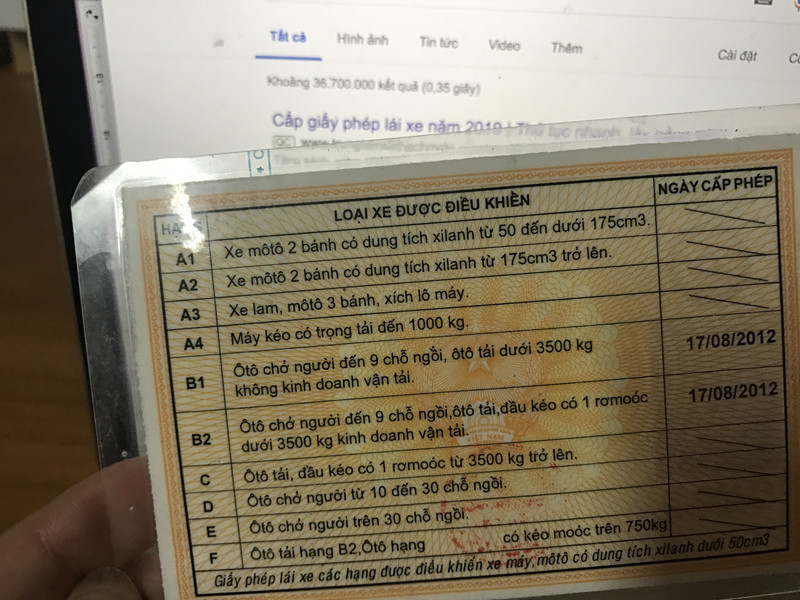 Tất cả Hình ảnh Tin tức Video Thêm Cài đặt
Khoảng 36.700.000 kết quả (0,35 giây)
Cấp giấy phép lái xe năm 2019 | Thủ tục nhanh,
QC
LOẠI XE ĐƯỢC ĐIỀU KHIỂN NGÀY CẤP PHÉP
A1 Xe môtô 2 bánh có dung tích xilanh từ 50 đến dưới 175cm3.
A2 Xe môtô 2 bánh có dung tích xilanh từ 175cm3 trở lên.
A3 Xe lam, môtô 3 bánh, xích lô máy.
A4 Máy kéo có trọng tải đến 1000 kg.
B1 Ôtô chở người đến 9 chỗ ngồi, ôtô tải dưới 3500 kg 17/08/2012
không kinh doanh vận tải.
B2 Ôtô chở người đến 9 chỗ ngồi,ôtô tải,đầu kéo có 1 rơmoóc 17/08/2012
dưới 3500 kg kinh doanh vận tải.
VIỆT NAM
C Ôtô tải, đầu kéo có 1 rơmoóc từ 3500 kg trở lên.
D Ôtô chở người từ 10 đến 30 chỗ ngồi.
E Ôtô chở người trên 30 chỗ ngồi.
F Ôtô tải hạng B2,Ôtô hạng có kéo moóc trên 750kg
Giấy phép lái xe các hạng được điều khiển xe máy,môtô có dung tích xilanh dưới 50cm3